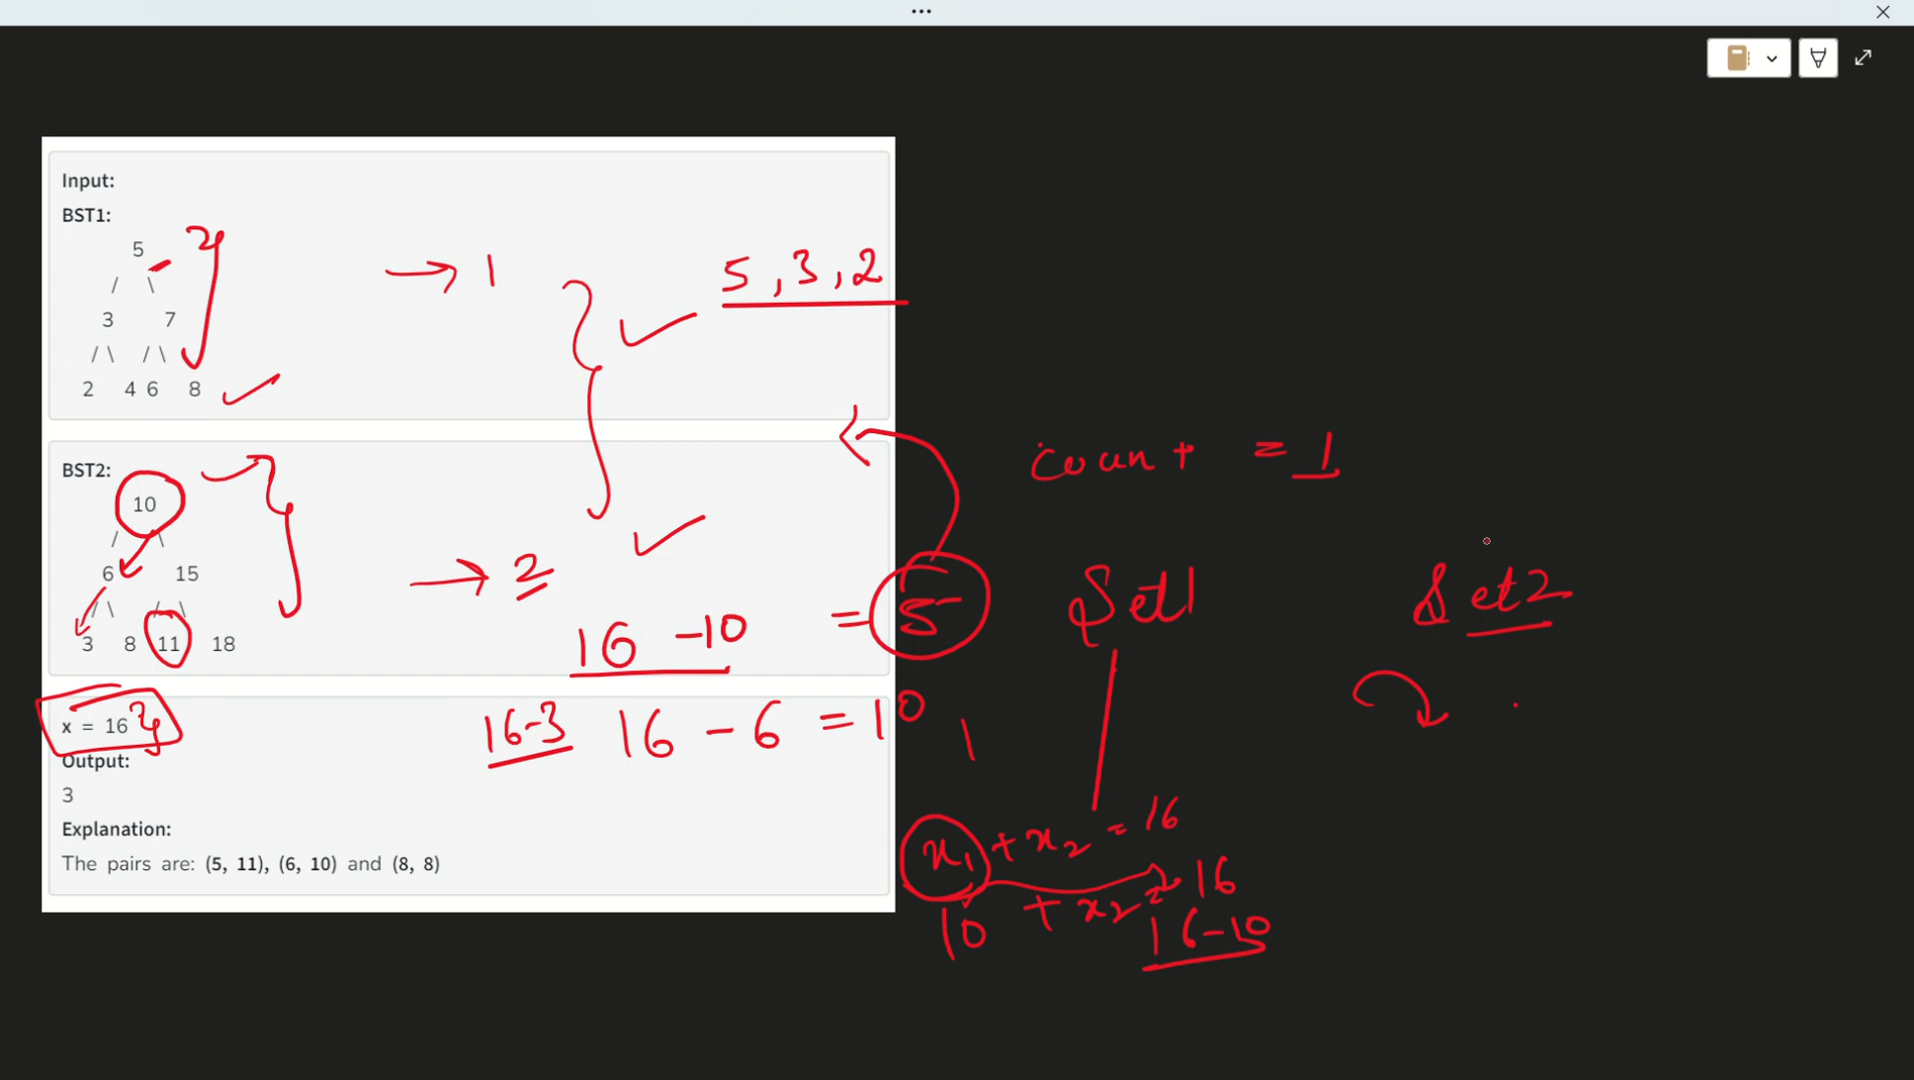 ...
Input:
BST1:
5
/ \
3 7
/ \ / \
2 4 6 8
→ 1
5, 3, 2
BST2:
10
/ \
6 15
/ \ / \
3 8 11 18
→ 2
16 - 10 = 5
count = 1
Set1
Set2
x = 16
16-3
16 - 6 = 10
1
Output:
3
Explanation:
The pairs are: (5, 11), (6, 10) and (8, 8)
x1 + x2 = 16
10 + x2 = 16
16-10